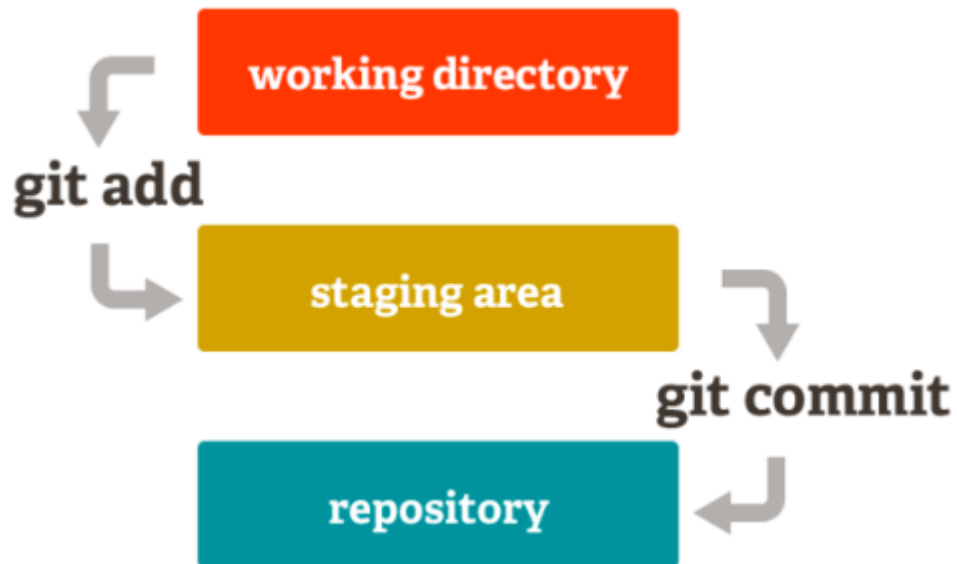 working directory
git add
staging area
git commit
repository